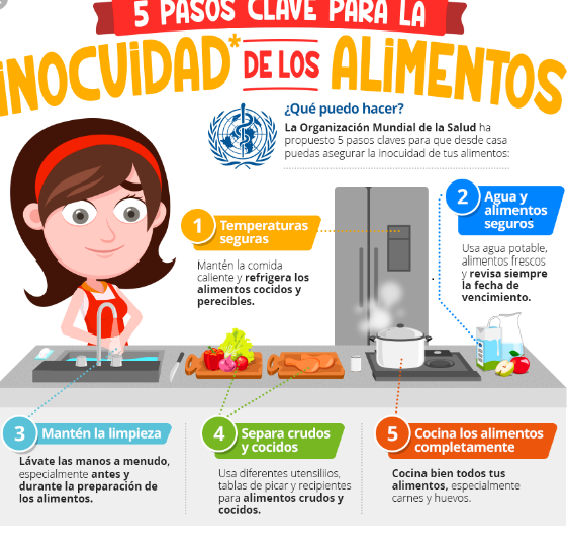 5 PASOS CLAVE PARA LA
INOCUIDAD* DE LOS ALIMENTOS
¿Qué puedo hacer?
La Organización Mundial de la Salud ha
propuesto 5 pasos claves para que desde casa
puedas asegurar la inocuidad de tus alimentos:
1 Temperaturas
seguras
Mantén la comida
caliente y refrigera los
alimentos cocidos y
perecibles.
2 Agua y
alimentos
seguros
Usa agua potable,
alimentos frescos
y revisa siempre
la fecha de
vencimiento.
3 Mantén la limpieza
Lávate las manos a menudo,
especialmente antes y
durante la preparación de
los alimentos.
4 Separa crudos
y cocidos
Usa diferentes utensillios,
tablas de picar y recipientes
para alimentos crudos y
cocidos.
5 Cocina los alimentos
completamente
Cocina bien todos tus
alimentos, especialmente
carnes y huevos.